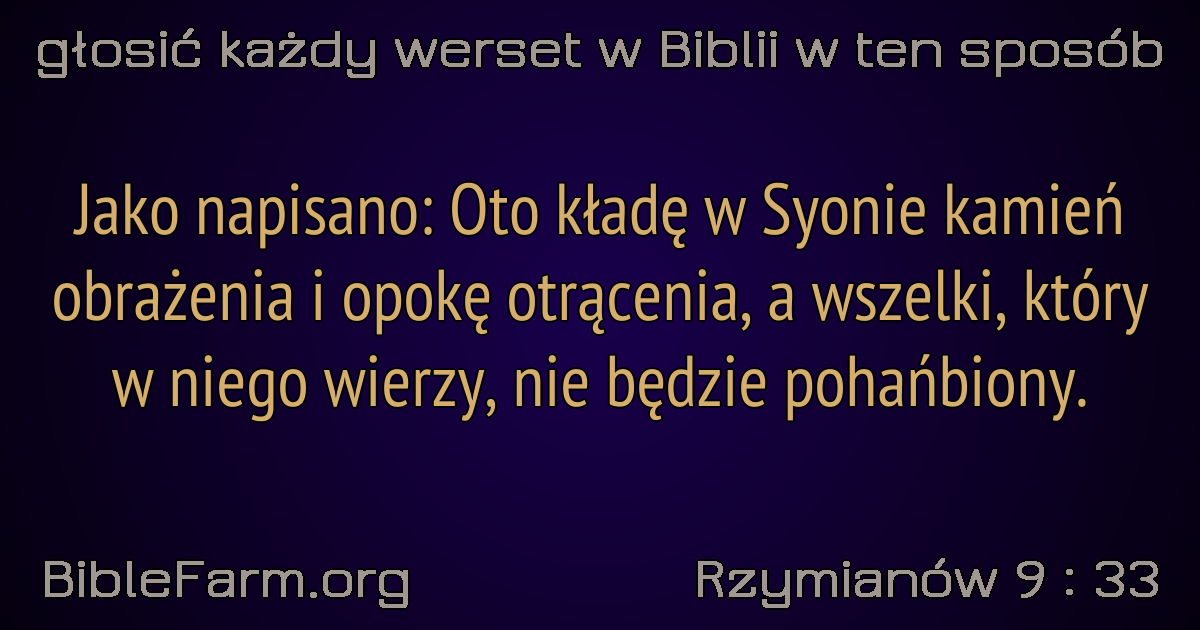 głosić każdy werset w Biblii w ten sposób
Jako napisano: Oto kładę w Syonie kamień
obrażenia i opokę otrącenia, a wszelki, który
w niego wierzy, nie będzie pohańbiony.
BibleFarm.org
Rzymianów 9 : 33